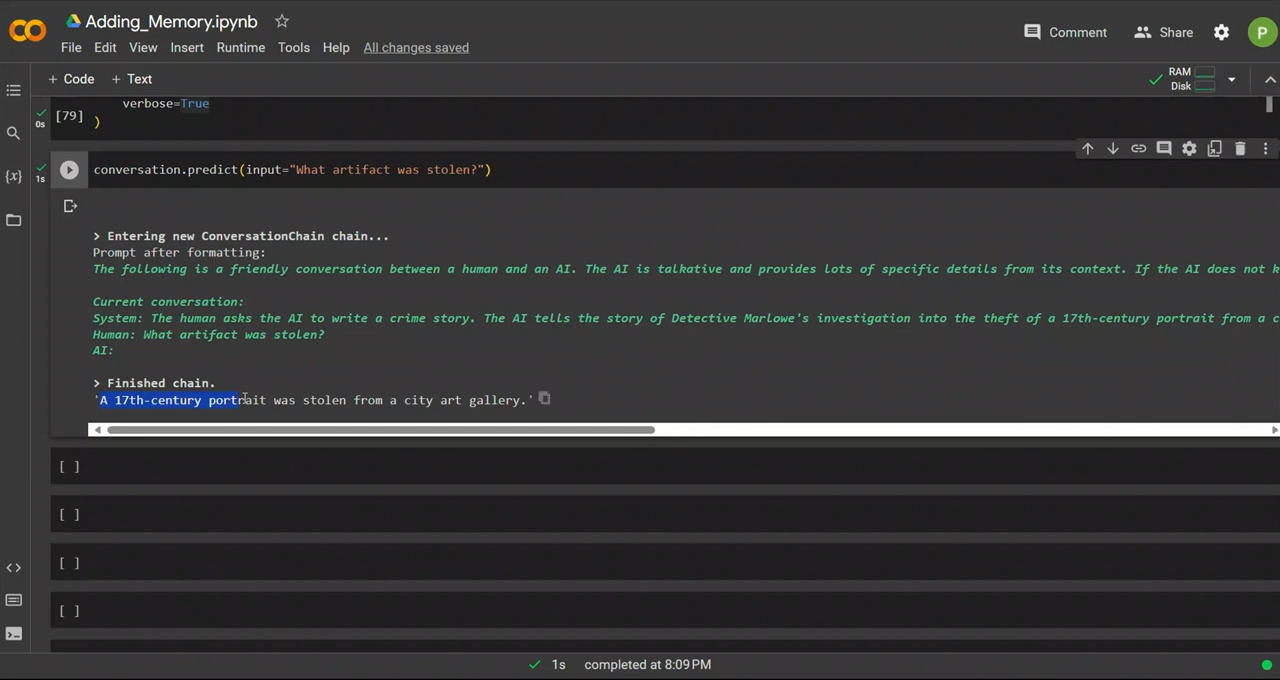 Adding_Memory.ipynb
File Edit View Insert Runtime Tools Help All changes saved
Comment
Share
P
+ Code + Text
RAM
Disk
verbose=True
0s
[79]
)
1s
conversation.predict(input="What artifact was stolen?")
> Entering new ConversationChain chain...
Prompt after formatting:
The following is a friendly conversation between a human and an AI. The AI is talkative and provides lots of specific details from its context. If the AI does not k
Current conversation:
System: The human asks the AI to write a crime story. The AI tells the story of Detective Marlowe's investigation into the theft of a 17th-century portrait from a c
Human: What artifact was stolen?
AI:
> Finished chain.
'A 17th-century portrait was stolen from a city art gallery.'
[ ]
[ ]
[ ]
[ ]
{x}
<>
1s completed at 8:09 PM